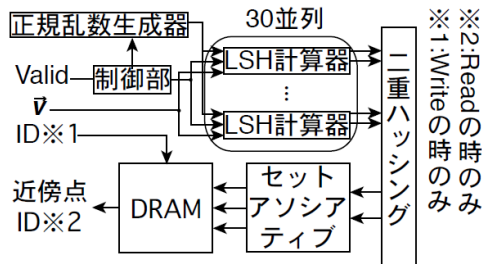 正規乱数生成器
30並列
Valid
制御部
LSH計算器
⋮
LSH計算器
v⃗
ID※1
近傍点
ID※2
DRAM
セット
アソシア
ティブ
二重ハッシング
※1:Writeの時のみ
※2:Readの時のみ